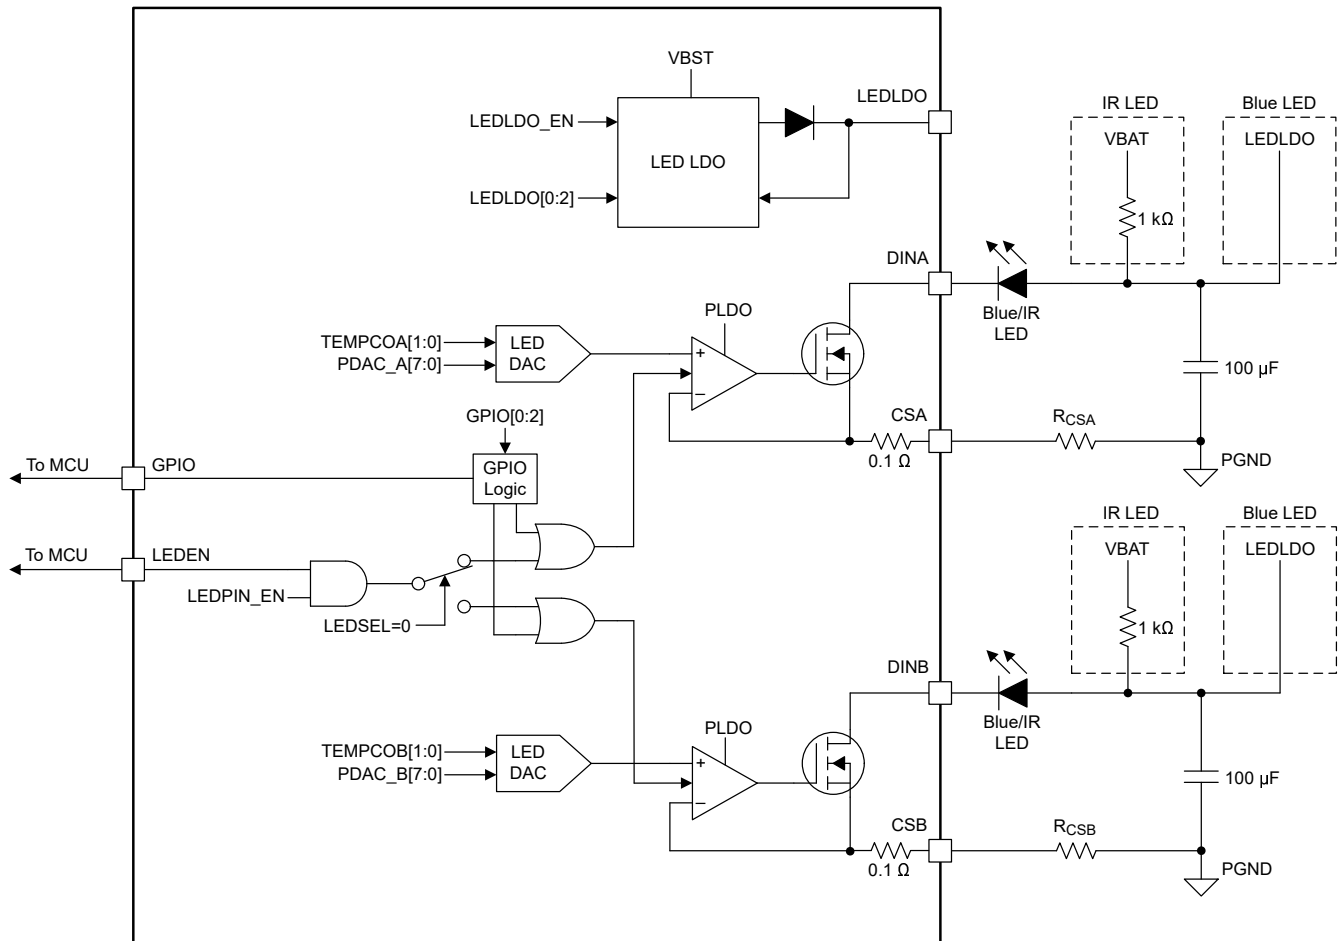 VBST
LEDLDO
LEDLDO_EN
LED LDO
LEDLDO[0:2]
IR LED
Blue LED
VBAT
LEDLDO
1 kΩ
DINA
Blue/IR
LED
PLDO
TEMPCOA[1:0]
PDAC_A[7:0]
LED
DAC
+
−
100 µF
CSA
0.1 Ω
RCSA
PGND
GPIO[0:2]
To MCU
GPIO
GPIO
Logic
To MCU
LEDEN
LEDPIN_EN
LEDSEL=0
IR LED
Blue LED
VBAT
LEDLDO
1 kΩ
DINB
Blue/IR
LED
PLDO
TEMPCOB[1:0]
PDAC_B[7:0]
LED
DAC
+
−
100 µF
CSB
0.1 Ω
RCSB
PGND